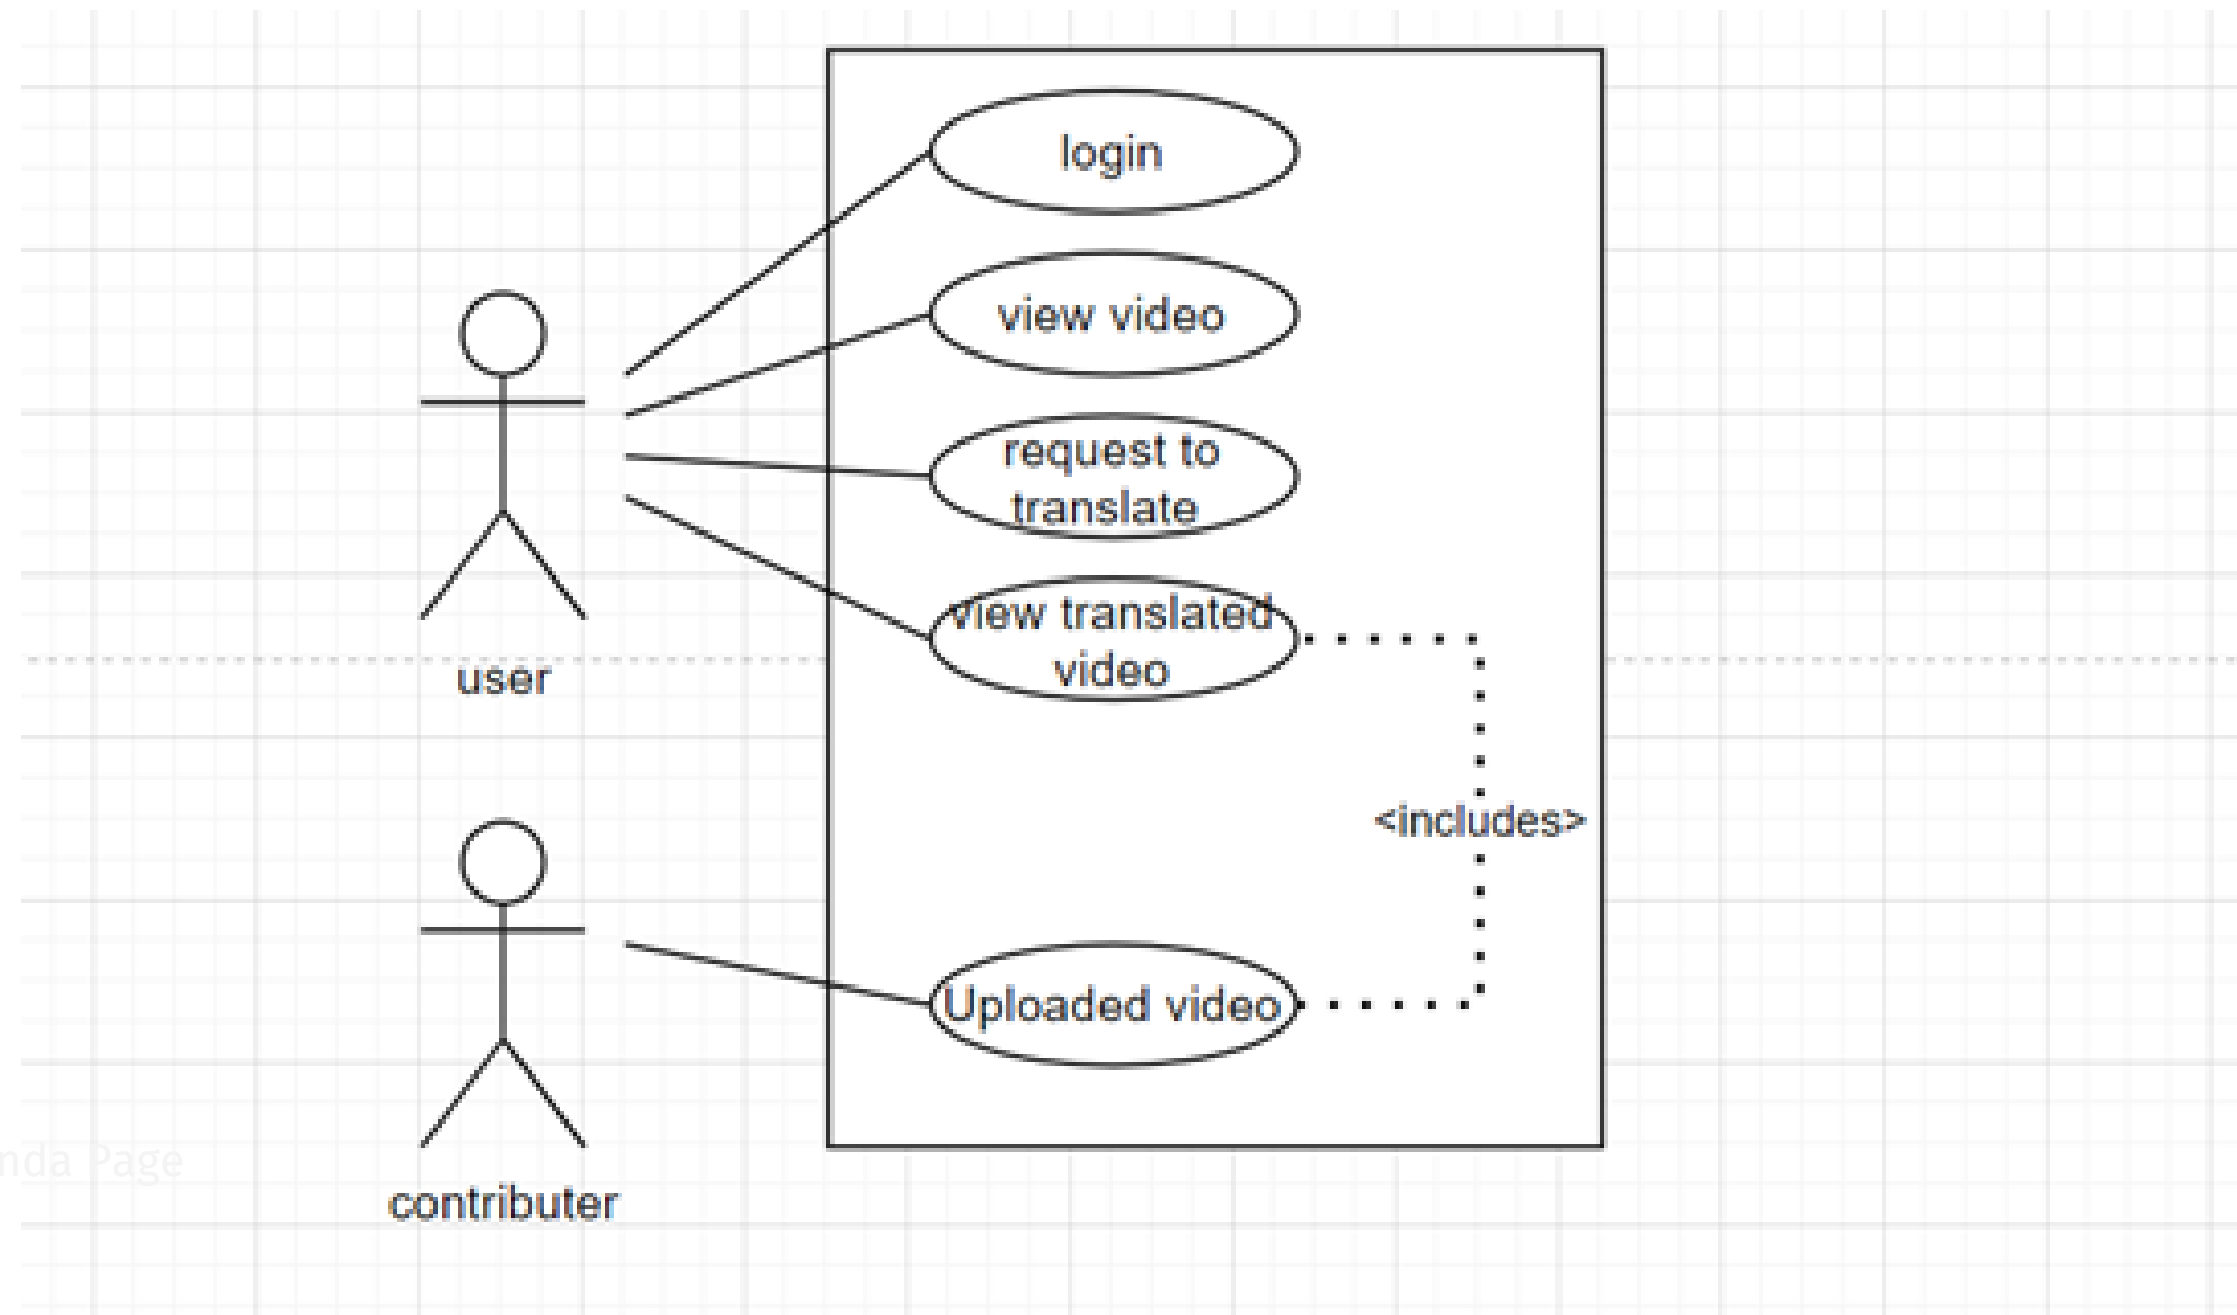 login
view video
request to
translate
view translated
video
user
<includes>
Uploaded video
nda Page
contributer